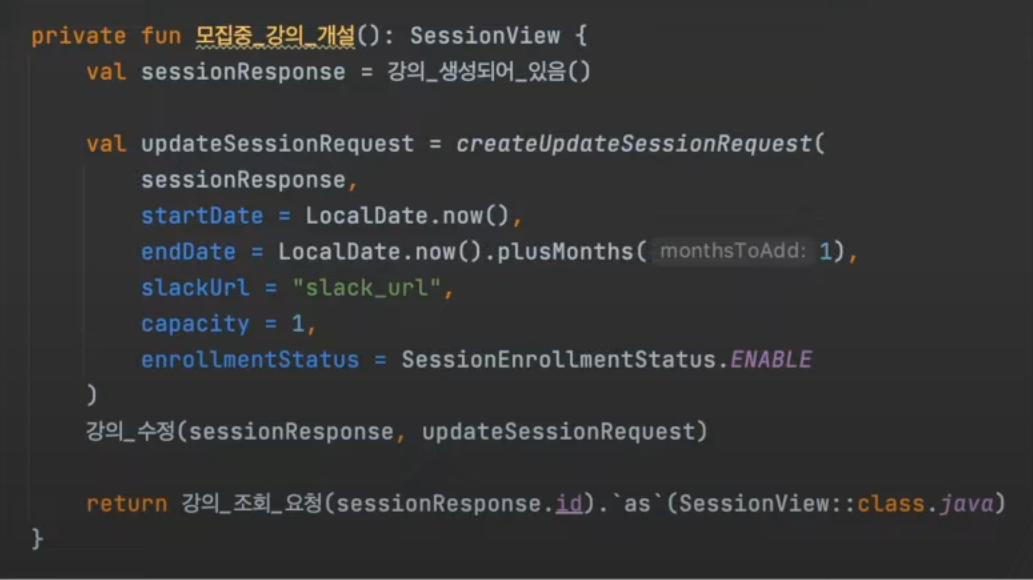 private fun 모집중_강의_개설(): SessionView {
val sessionResponse = 강의_생성되어_있음()
val updateSessionRequest = createUpdateSessionRequest(
sessionResponse,
startDate = LocalDate.now(),
endDate = LocalDate.now().plusMonths( monthsToAdd: 1),
slackUrl = "slack_url",
capacity = 1,
enrollmentStatus = SessionEnrollmentStatus.ENABLE
)
강의_수정(sessionResponse, updateSessionRequest)
return 강의_조회_요청(sessionResponse.id).`as`(SessionView::class.java)
}